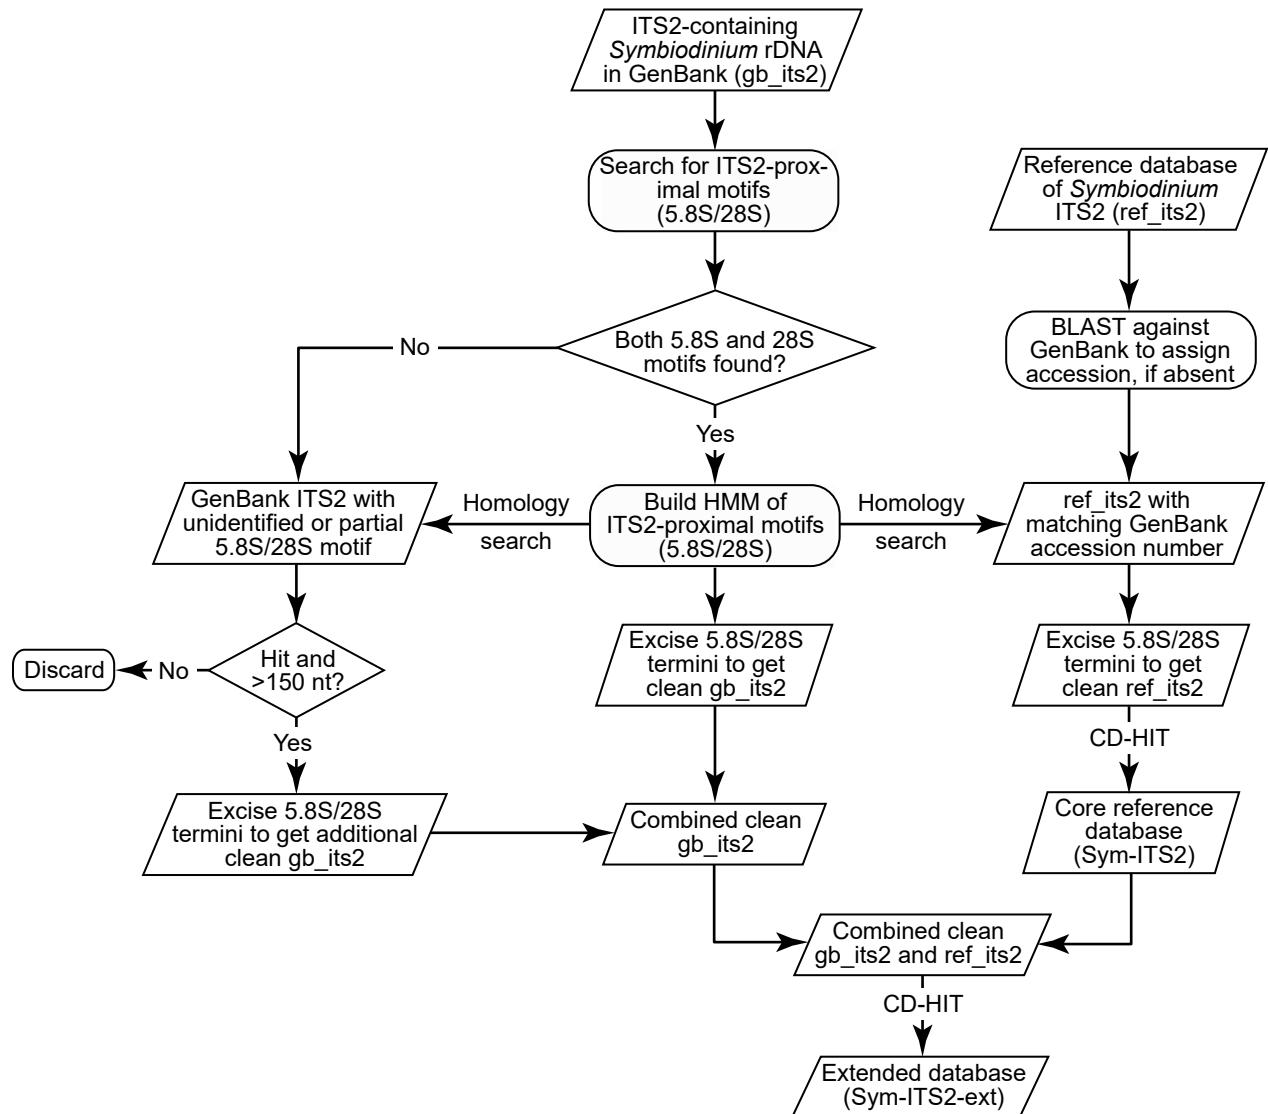 ITS2-containing
Symbiodinium rDNA
in GenBank (gb_its2)
Search for ITS2-prox-
imal motifs
(5.8S/28S)
Reference database
of Symbiodinium
ITS2 (ref_its2)
Both 5.8S and 28S
motifs found?
No
Yes
BLAST against
GenBank to assign
accession, if absent
GenBank ITS2 with
unidentified or partial
5.8S/28S motif
Homology
search
Build HMM of
ITS2-proximal motifs
(5.8S/28S)
Homology
search
ref_its2 with
matching GenBank
accession number
Discard
No
Hit and
>150 nt?
Yes
Excise 5.8S/28S
termini to get
clean gb_its2
Excise 5.8S/28S
termini to get
clean ref_its2
CD-HIT
Excise 5.8S/28S
termini to get additional
clean gb_its2
Combined clean
gb_its2
Core reference
database
(Sym-ITS2)
Combined clean
gb_its2 and ref_its2
CD-HIT
Extended database
(Sym-ITS2-ext)